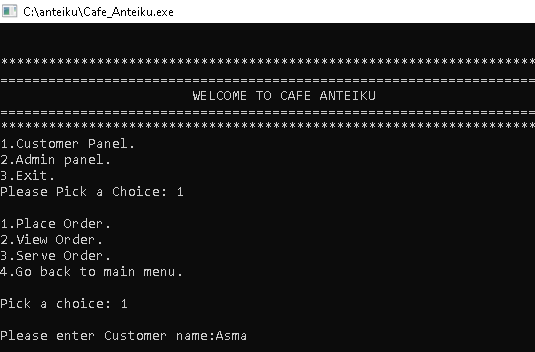 C:\anteiku\Cafe_Anteiku.exe
*******************************************************************
===================================================================
WELCOME TO CAFE ANTEIKU
===================================================================
*******************************************************************
1.Customer Panel.
2.Admin panel.
3.Exit.
Please Pick a Choice: 1
1.Place Order.
2.View Order.
3.Serve Order.
4.Go back to main menu.
Pick a choice: 1
Please enter Customer name:Asma